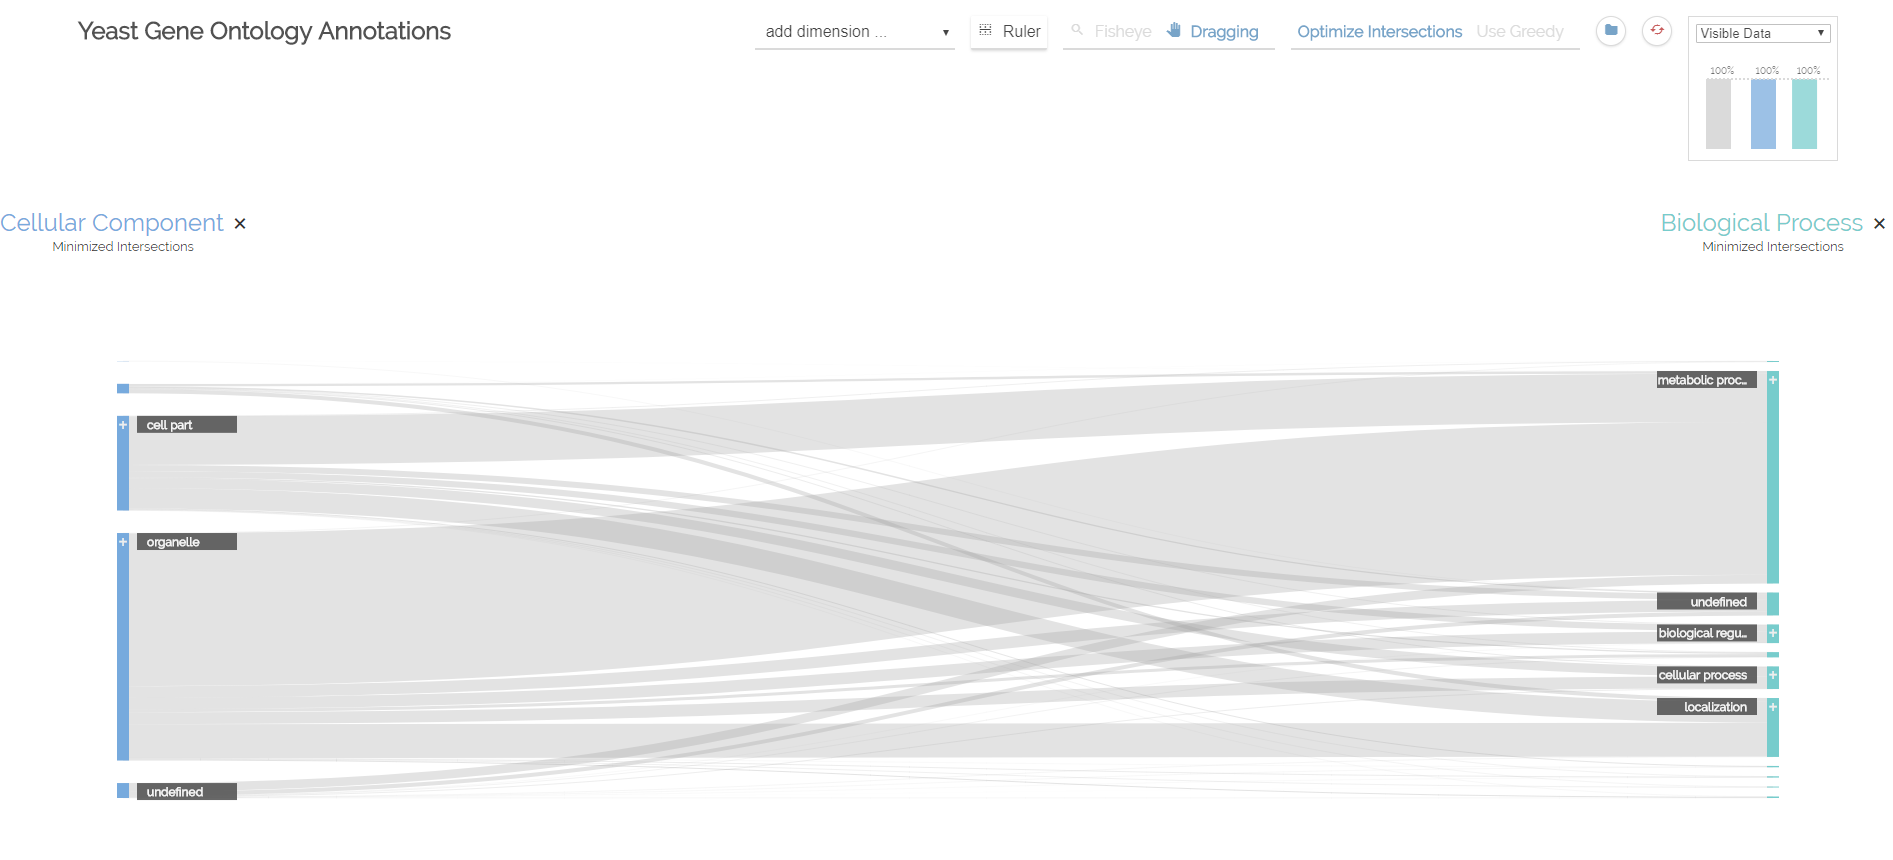 Yeast Gene Ontology Annotations
add dimension ...
Ruler
Fisheye
Dragging
Optimize Intersections
Use Greedy
Visible Data
100% 100% 100%
Cellular Component ×
Minimized Intersections
Biological Process ×
Minimized Intersections
+ cell part
+ organelle
undefined
metabolic proc... +
undefined
biological regu... +
cellular process +
localization +